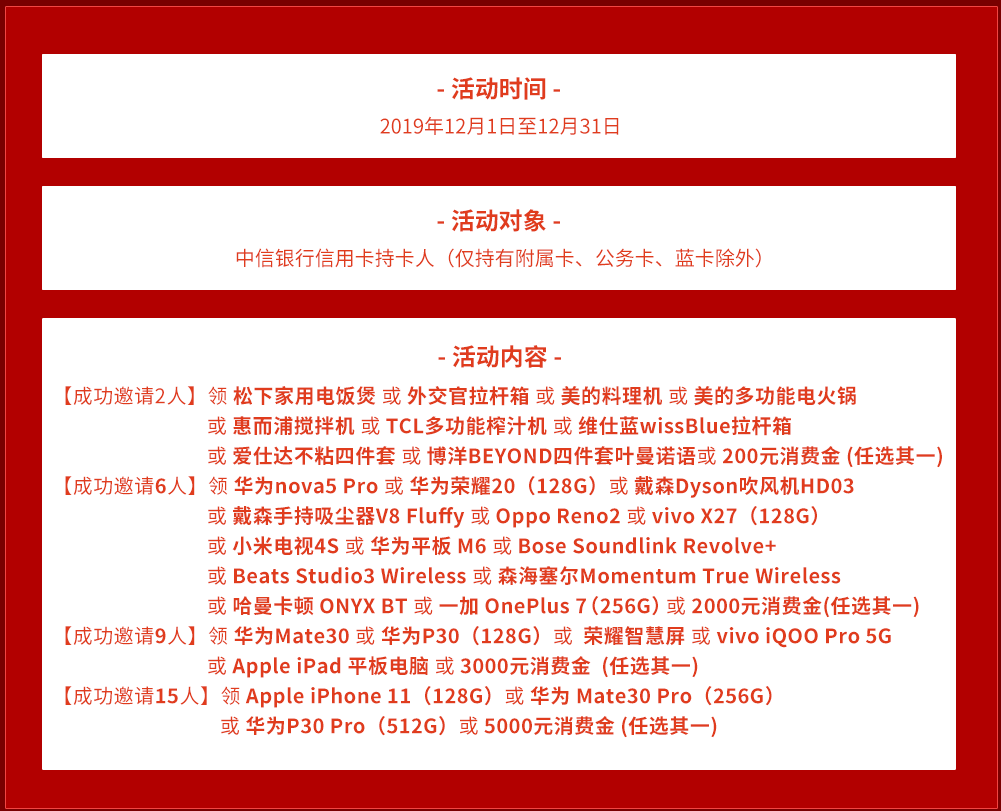 - 活动时间 -
2019年12月1日至12月31日
- 活动对象 -
中信银行信用卡持卡人（仅持有附属卡、公务卡、蓝卡除外）
- 活动内容 -
【成功邀请2人】领 松下家用电饭煲 或 外交官拉杆箱 或 美的料理机 或 美的多功能电火锅
或 惠而浦搅拌机 或 TCL多功能榨汁机 或 维仕蓝wissBlue拉杆箱
或 爱仕达不粘四件套 或 博洋BEYOND四件套叶曼诺语或 200元消费金 (任选其一)
【成功邀请6人】领 华为nova5 Pro 或 华为荣耀20（128G）或 戴森Dyson吹风机HD03
或 戴森手持吸尘器V8 Fluffy 或 Oppo Reno2 或 vivo X27（128G）
或 小米电视4S 或 华为平板 M6 或 Bose Soundlink Revolve+
或 Beats Studio3 Wireless 或 森海塞尔Momentum True Wireless
或 哈曼卡顿 ONYX BT 或 一加 OnePlus 7（256G）或 2000元消费金(任选其一)
【成功邀请9人】领 华为Mate30 或 华为P30（128G）或 荣耀智慧屏 或 vivo iQOO Pro 5G
或 Apple iPad 平板电脑 或 3000元消费金 (任选其一)
【成功邀请15人】领 Apple iPhone 11（128G）或 华为 Mate30 Pro（256G）
或 华为P30 Pro（512G）或 5000元消费金 (任选其一)